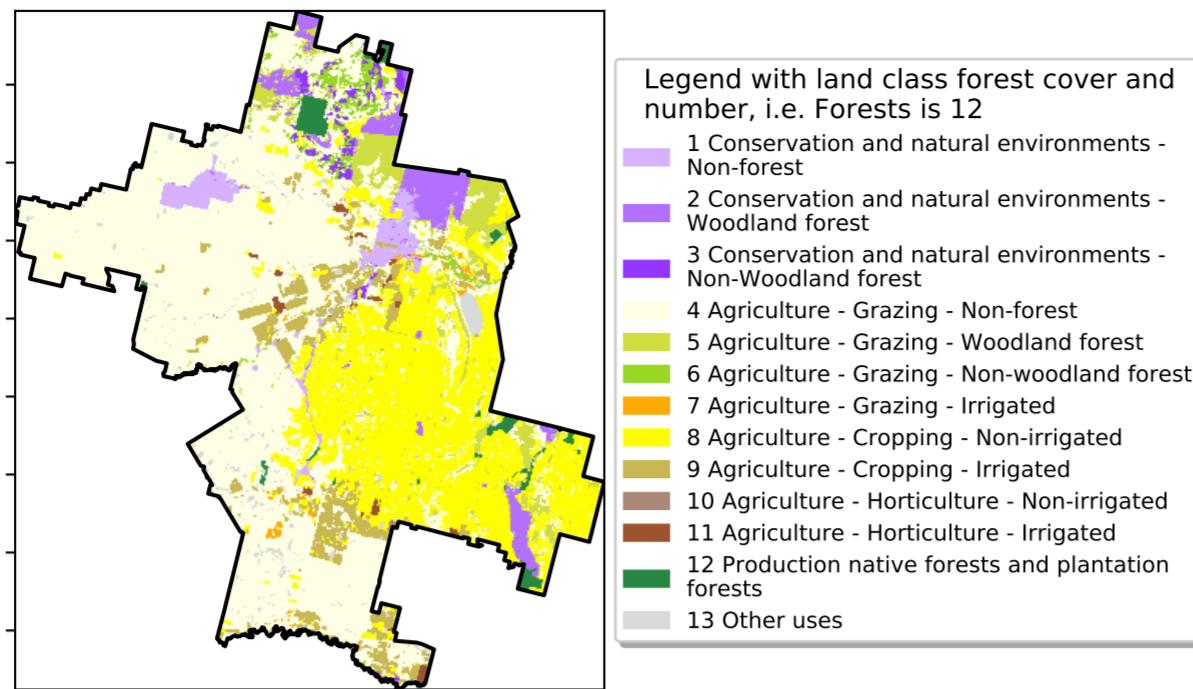 Legend with land class forest cover and
number, i.e. Forests is 12
1 Conservation and natural environments -
Non-forest
2 Conservation and natural environments -
Woodland forest
3 Conservation and natural environments -
Non-Woodland forest
4 Agriculture - Grazing - Non-forest
5 Agriculture - Grazing - Woodland forest
6 Agriculture - Grazing - Non-woodland forest
7 Agriculture - Grazing - Irrigated
8 Agriculture - Cropping - Non-irrigated
9 Agriculture - Cropping - Irrigated
10 Agriculture - Horticulture - Non-irrigated
11 Agriculture - Horticulture - Irrigated
12 Production native forests and plantation
forests
13 Other uses